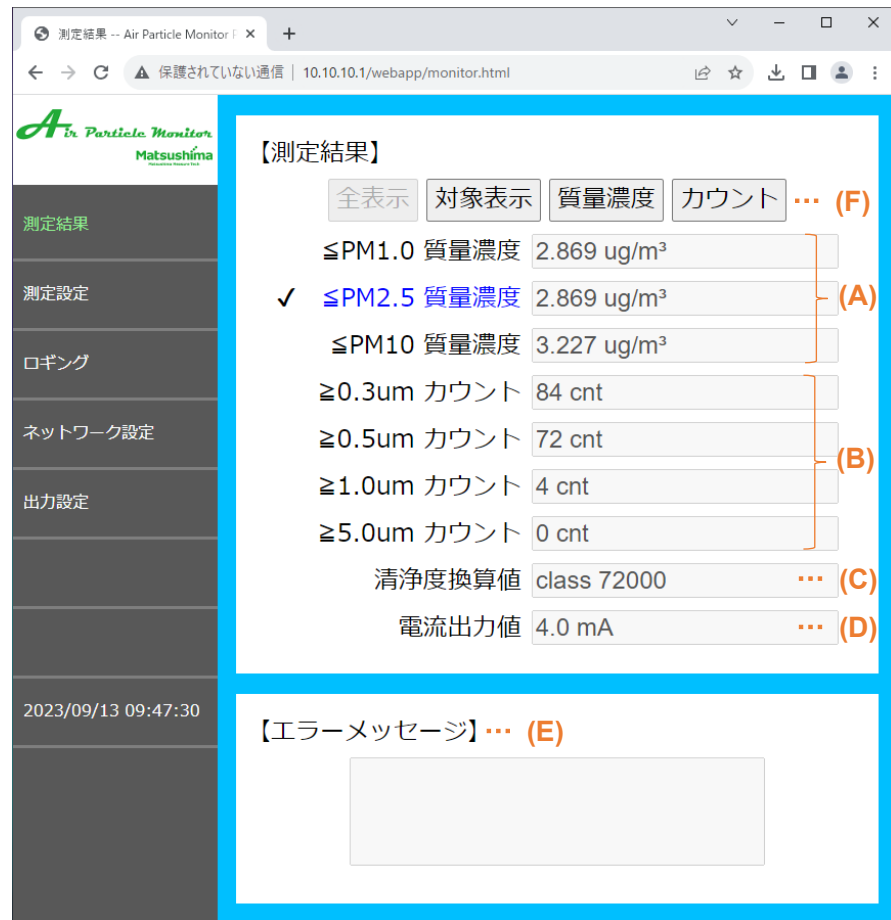 測定結果 -- Air Particle Monitor
保護されていない通信 | 10.10.10.1/webapp/monitor.html
Air Particle Monitor
Matsushima
測定結果
測定設定
ロギング
ネットワーク設定
出力設定
2023/09/13 09:47:30
【測定結果】
全表示 対象表示 質量濃度 カウント … (F)
≦PM1.0 質量濃度 2.869 ug/m³
✓ ≦PM2.5 質量濃度 2.869 ug/m³ (A)
≦PM10 質量濃度 3.227 ug/m³
≧0.3um カウント 84 cnt
≧0.5um カウント 72 cnt
(B)
≧1.0um カウント 4 cnt
≧5.0um カウント 0 cnt
清浄度換算値 class 72000 … (C)
電流出力値 4.0 mA … (D)
【エラーメッセージ】… (E)